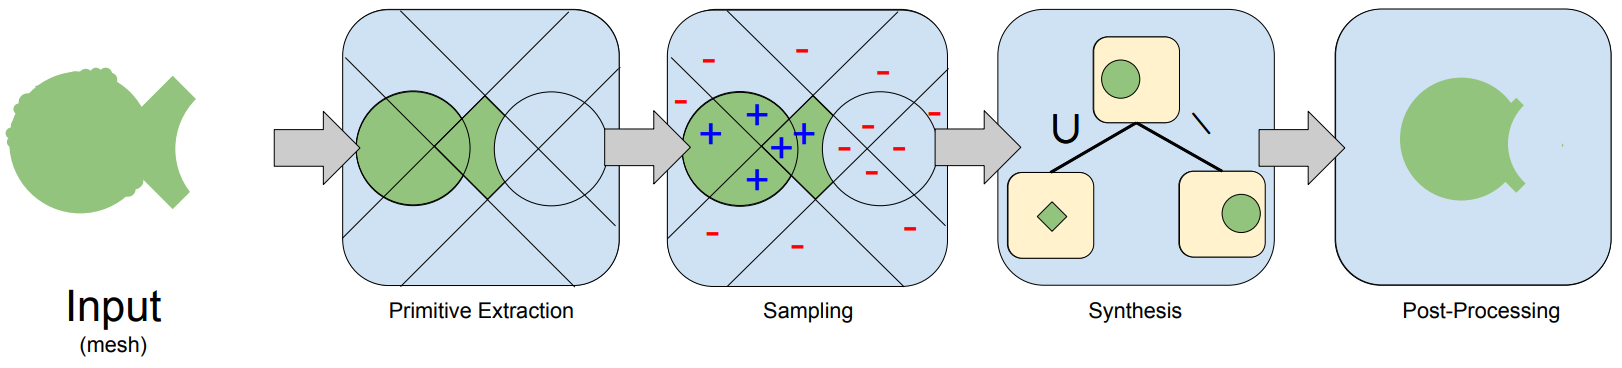 Input
(mesh)
Primitive Extraction
Sampling
Synthesis
Post-Processing
∪
\